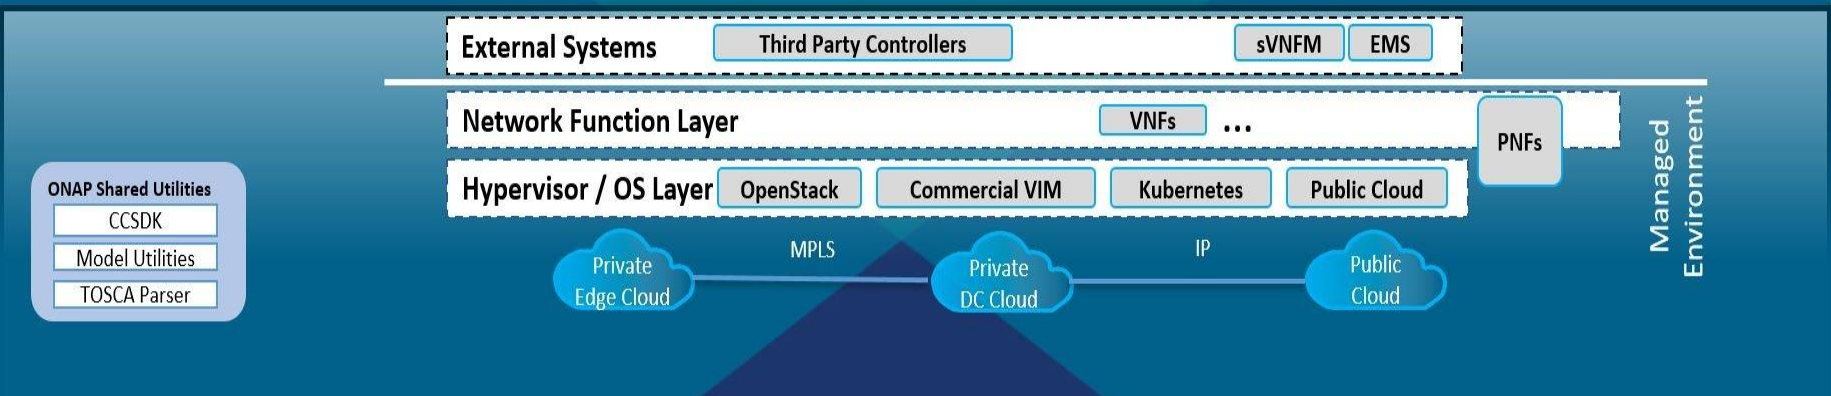 External Systems
Third Party Controllers
sVNFM
EMS
Network Function Layer
VNFs
...
PNFs
Managed
Environment
Hypervisor / OS Layer
OpenStack
Commercial VIM
Kubernetes
Public Cloud
ONAP Shared Utilities
CCSDK
Model Utilities
TOSCA Parser
Private
Edge Cloud
MPLS
Private
DC Cloud
IP
Public
Cloud